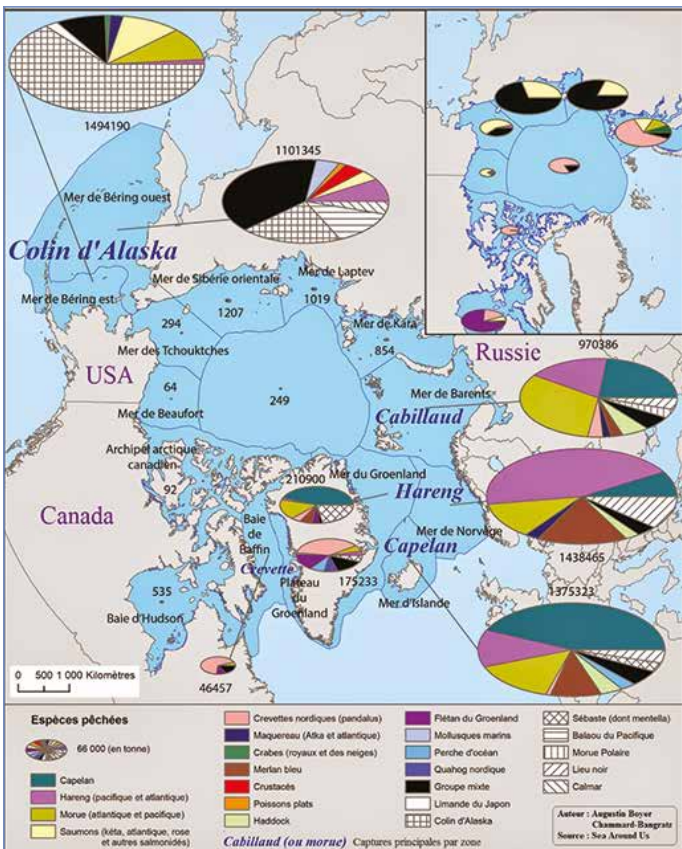 1494190
1101345
Mer de Béring ouest
Colin d'Alaska
Mer de Béring est
Mer de Sibérie orientale
Mer de Laptev
294
1207
1019
Mer de Kara
Mer des Tchouktches
854
USA
64
249
Mer de Beaufort
Russie
970386
Mer de Barents
Cabillaud
Archipel arctique
canadien
92
210900
Mer du Groenland
Hareng
Canada
Baie
de
Baffin
Mer de Norvège
Capelan
Crevette
1438465
175233
1375323
Plateau
du
Groenland
Mer d'Islande
535
Baie d'Hudson
46457
0 500 1 000 Kilomètres
Espèces pêchées
66 000 (en tonne)
Capelan
Hareng (pacifique et atlantique)
Morue (atlantique et pacifique)
Saumons (kéta, atlantique, rose
et autres salmonidés)
Crevettes nordiques (pandalus)
Maquereau (Atka et atlantique)
Crabes (royaux et des neiges)
Merlan bleu
Crustacés
Poissons plats
Haddock
Flétan du Groenland
Mollusques marins
Perche d'océan
Quahog nordique
Groupe mixte
Limande du Japon
Colin d'Alaska
Sébaste (dont mentella)
Balaou du Pacifique
Morue Polaire
Lieu noir
Calmar
Cabillaud (ou morue) Captures principales par zone
Auteur : Augustin Boyer
Chammard-Bangratz
Source : Sea Around Us